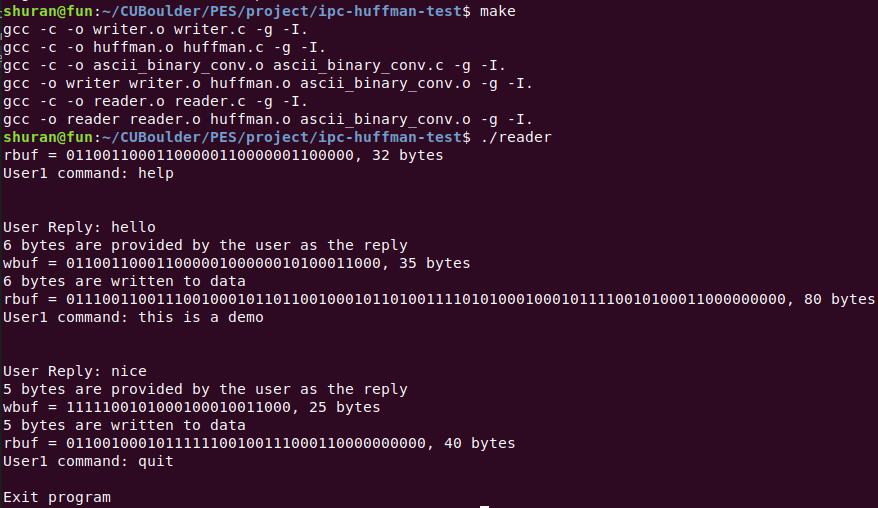 shuran@fun:~/CUBoulder/PES/project/ipc-huffman-test$ make
gcc -c -o writer.o writer.c -g -I.
gcc -c -o huffman.o huffman.c -g -I.
gcc -c -o ascii_binary_conv.o ascii_binary_conv.c -g -I.
gcc -o writer writer.o huffman.o ascii_binary_conv.o -g -I.
gcc -c -o reader.o reader.c -g -I.
gcc -o reader reader.o huffman.o ascii_binary_conv.o -g -I.
shuran@fun:~/CUBoulder/PES/project/ipc-huffman-test$ ./reader
rbuf = 01100110001100000110000001100000, 32 bytes
User1 command: help
User Reply: hello
6 bytes are provided by the user as the reply
wbuf = 01100110001100000100000010100011000, 35 bytes
6 bytes are written to data
rbuf = 01110011001110010001011011001000101101001111010100010001011110010100011000000000, 80 bytes
User1 command: this is a demo
User Reply: nice
5 bytes are provided by the user as the reply
wbuf = 1111100101000100010011000, 25 bytes
5 bytes are written to data
rbuf = 0110010001011111100100111000110000000000, 40 bytes
User1 command: quit
Exit program